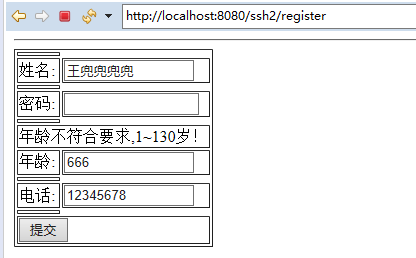 http://localhost:8080/ssh2/register
姓名: 王兜兜兜兜
密码:
年龄不符合要求,1~130岁!
年龄: 666
电话: 12345678
提交